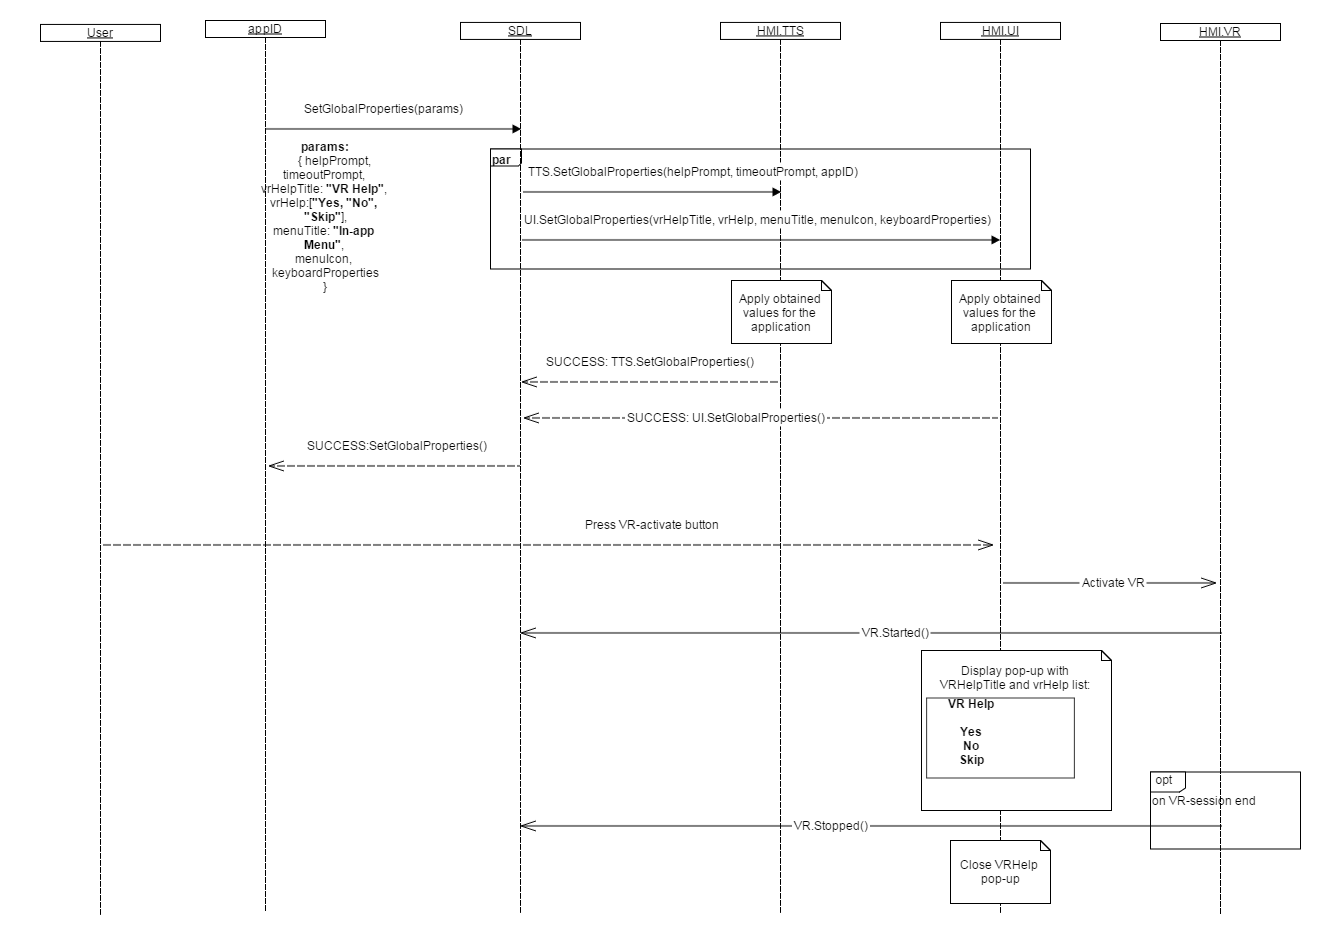 User
appID
SDL
HMI.TTS
HMI.UI
HMI.VR
SetGlobalProperties(params)
params:
{ helpPrompt,
timeoutPrompt,
vrHelpTitle: "VR Help",
vrHelp:["Yes, "No",
"Skip"],
menuTitle: "In-app
Menu",
menuIcon,
keyboardProperties
}
par
TTS.SetGlobalProperties(helpPrompt, timeoutPrompt, appID)
UI.SetGlobalProperties(vrHelpTitle, vrHelp, menuTitle, menuIcon, keyboardProperties)
Apply obtained
values for the
application
Apply obtained
values for the
application
SUCCESS: TTS.SetGlobalProperties()
SUCCESS: UI.SetGlobalProperties()
SUCCESS:SetGlobalProperties()
Press VR-activate button
Activate VR
VR.Started()
Display pop-up with
VRHelpTitle and vrHelp list:
VR Help
Yes
No
Skip
opt
on VR-session end
VR.Stopped()
Close VRHelp
pop-up